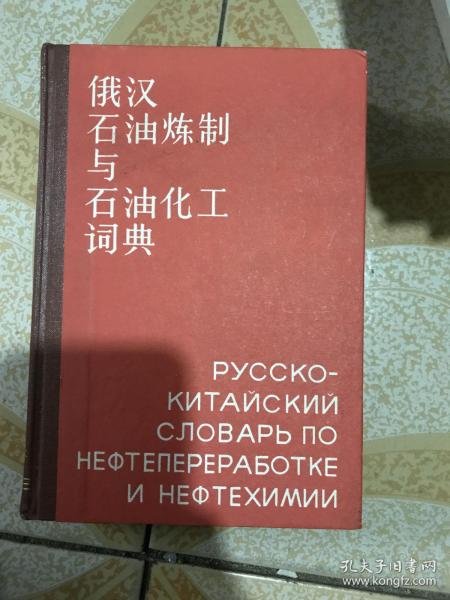 俄汉
石油炼制
与
石油化工
词典
РУССКО-
КИТАЙСКИЙ
СЛОВАРЬ ПО
НЕФТЕПЕРЕРАБОТКЕ
И НЕФТЕХИМИИ
孔夫子旧书网
www.kongfz.com